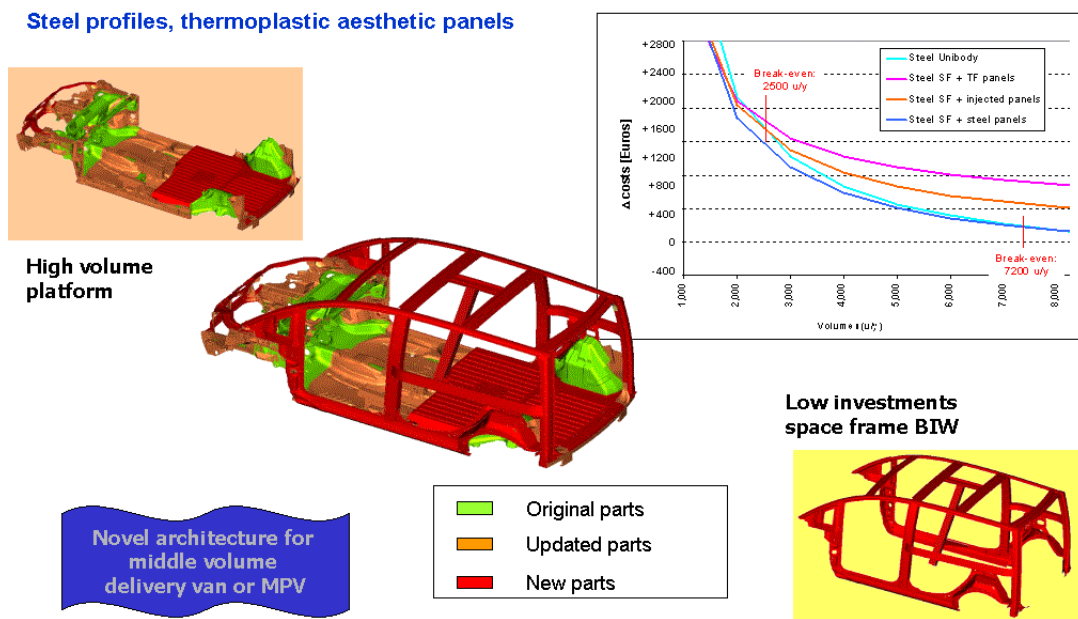 Steel profiles, thermoplastic aesthetic panels
High volume
platform
Δcosts [Euros]
+2800
+2400
+2000
+1600
+1200
+800
+400
0
-400
Break-even:
2500 u/y
Steel Unibody
Steel SF + TF panels
Steel SF + injected panels
Steel SF + steel panels
Break-even:
7200 u/y
1,000
2,000
3,000
4,000
5,000
6,000
7,000
8,000
Volumes (u/y)
Low investments
space frame BIW
Original parts
Updated parts
New parts
Novel architecture for
middle volume
delivery van or MPV